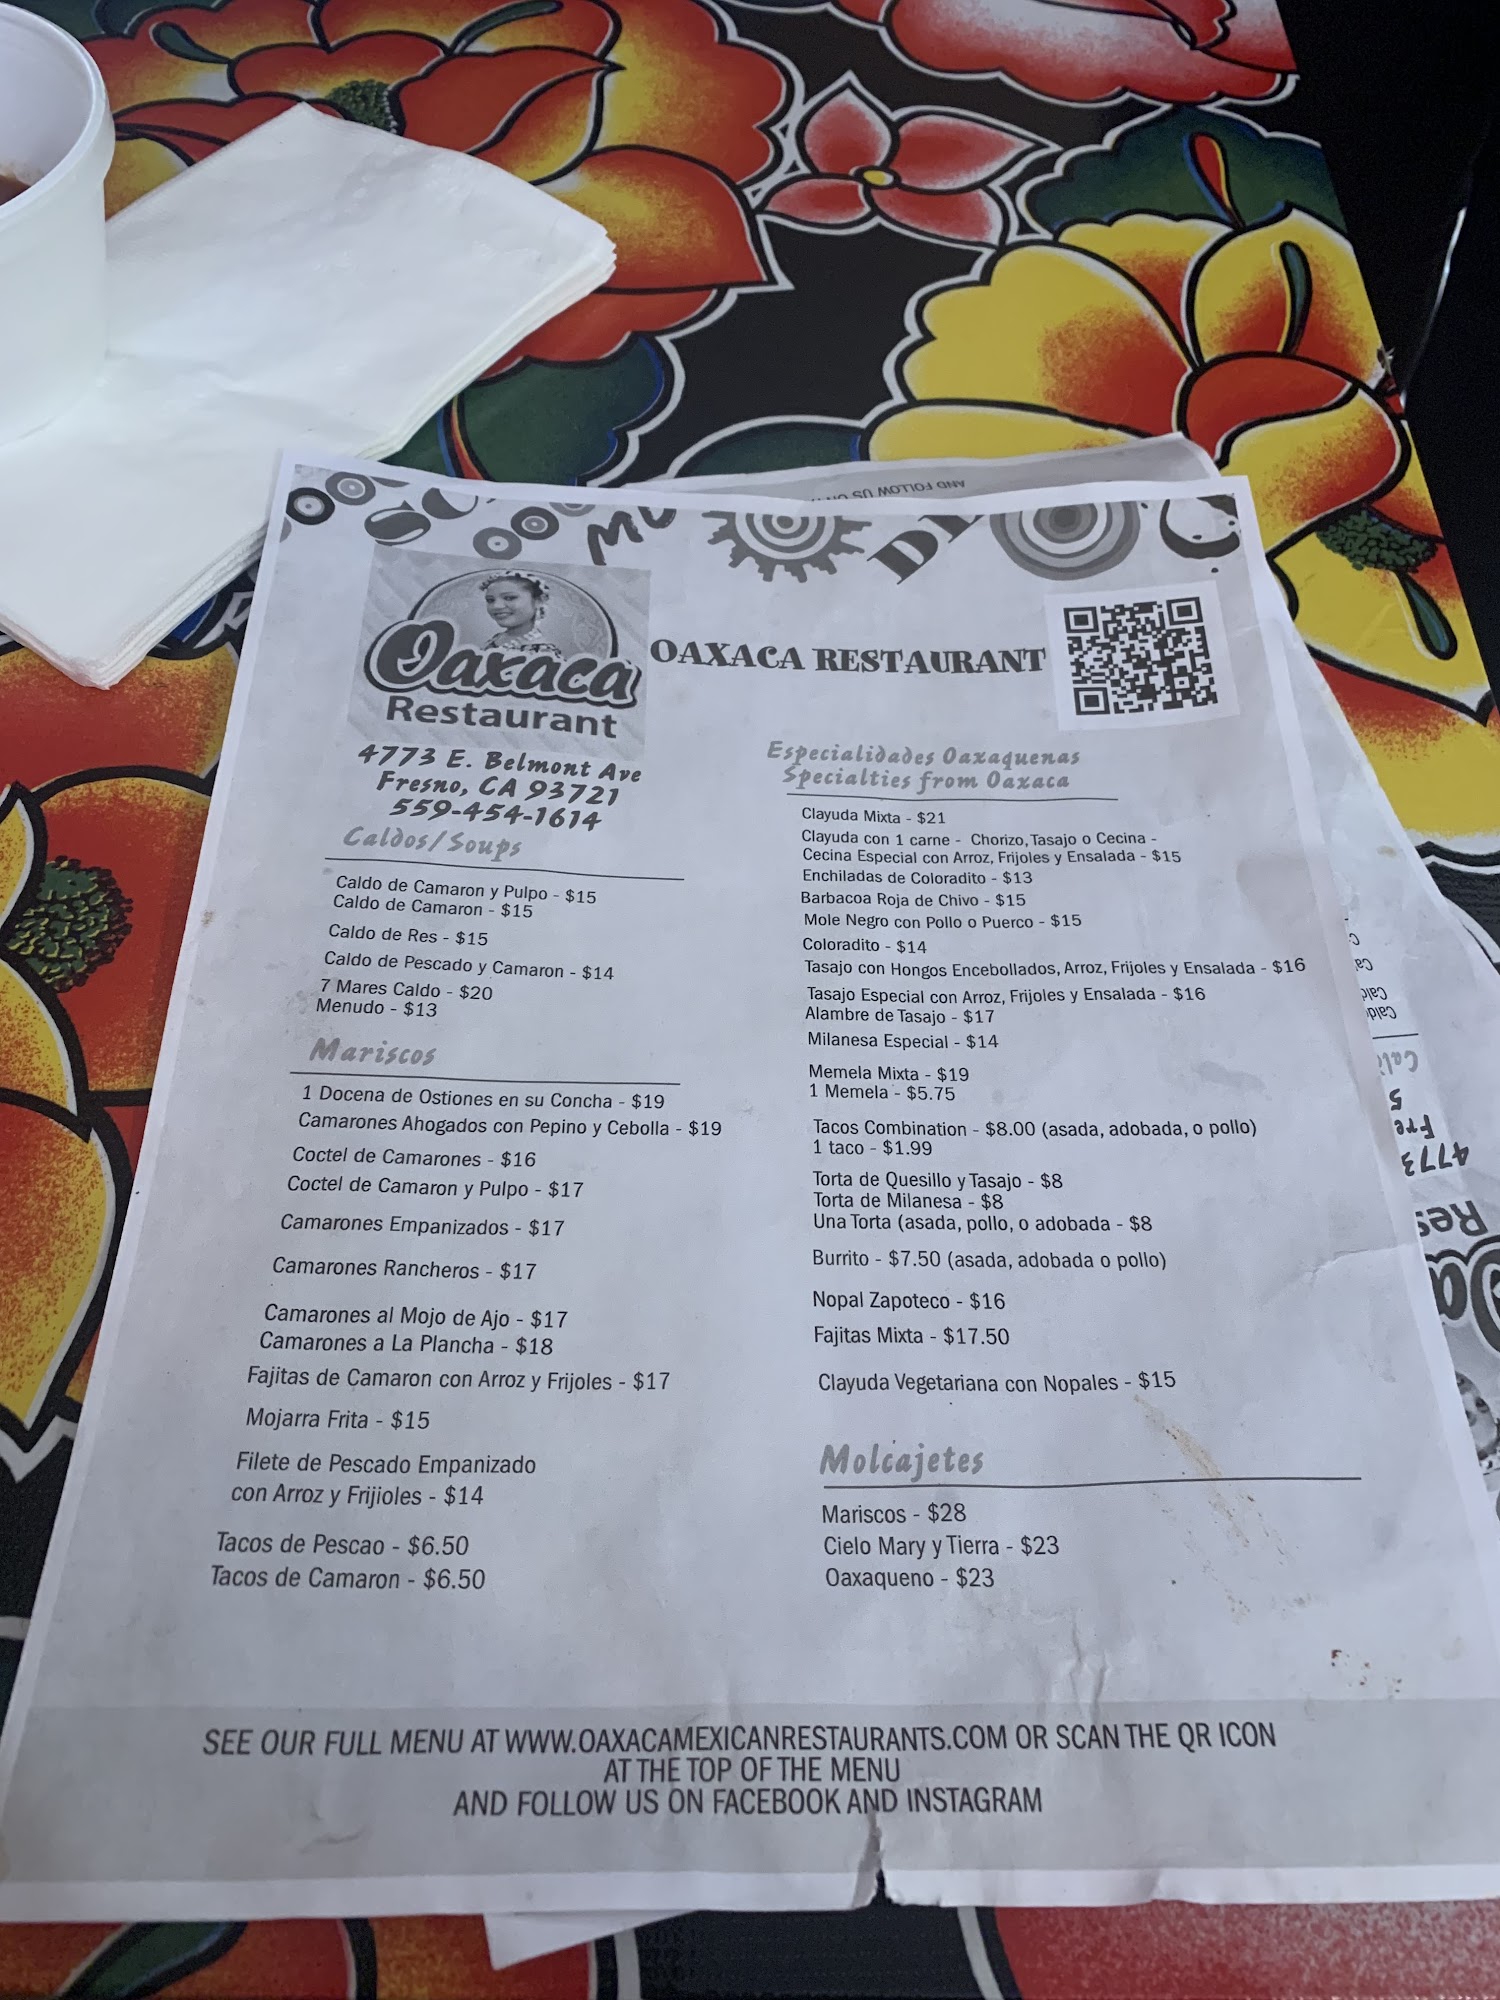 AND FOLLOW US
Oaxaca
Restaurant
OAXACA RESTAURANT
4773 E. Belmont Ave
Fresno, CA 93721
559-454-1614
Caldos/Soups
Caldo de Camaron y Pulpo - $15
Caldo de Camaron - $15
Caldo de Res - $15
Caldo de Pescado y Camaron - $14
7 Mares Caldo - $20
Menudo - $13
Mariscos
1 Docena de Ostiones en su Concha - $19
Camarones Ahogados con Pepino y Cebolla - $19
Coctel de Camarones - $16
Coctel de Camaron y Pulpo - $17
Camarones Empanizados - $17
Camarones Rancheros - $17
Camarones al Mojo de Ajo - $17
Camarones a La Plancha - $18
Fajitas de Camaron con Arroz y Frijoles - $17
Mojarra Frita - $15
Filete de Pescado Empanizado
con Arroz y Frijioles - $14
Tacos de Pescao - $6.50
Tacos de Camaron - $6.50
Especialidades Oaxaquenas
Specialties from Oaxaca
Clayuda Mixta - $21
Clayuda con 1 carne - Chorizo, Tasajo o Cecina -
Cecina Especial con Arroz, Frijoles y Ensalada - $15
Enchiladas de Coloradito - $13
Barbacoa Roja de Chivo - $15
Mole Negro con Pollo o Puerco - $15
Coloradito - $14
Tasajo con Hongos Encebollados, Arroz, Frijoles y Ensalada - $16
Tasajo Especial con Arroz, Frijoles y Ensalada - $16
Alambre de Tasajo - $17
Milanesa Especial - $14
Memela Mixta - $19
1 Memela - $5.75
Tacos Combination - $8.00 (asada, adobada, o pollo)
1 taco - $1.99
Torta de Quesillo y Tasajo - $8
Torta de Milanesa - $8
Una Torta (asada, pollo, o adobada - $8
Burrito - $7.50 (asada, adobada o pollo)
Nopal Zapoteco - $16
Fajitas Mixta - $17.50
Clayuda Vegetariana con Nopales - $15
Molcajetes
Mariscos - $28
Cielo Mary y Tierra - $23
Oaxaqueno - $23
SEE OUR FULL MENU AT WWW.OAXACAMEXICANRESTAURANTS.COM OR SCAN THE QR ICON
AT THE TOP OF THE MENU
AND FOLLOW US ON FACEBOOK AND INSTAGRAM
4773